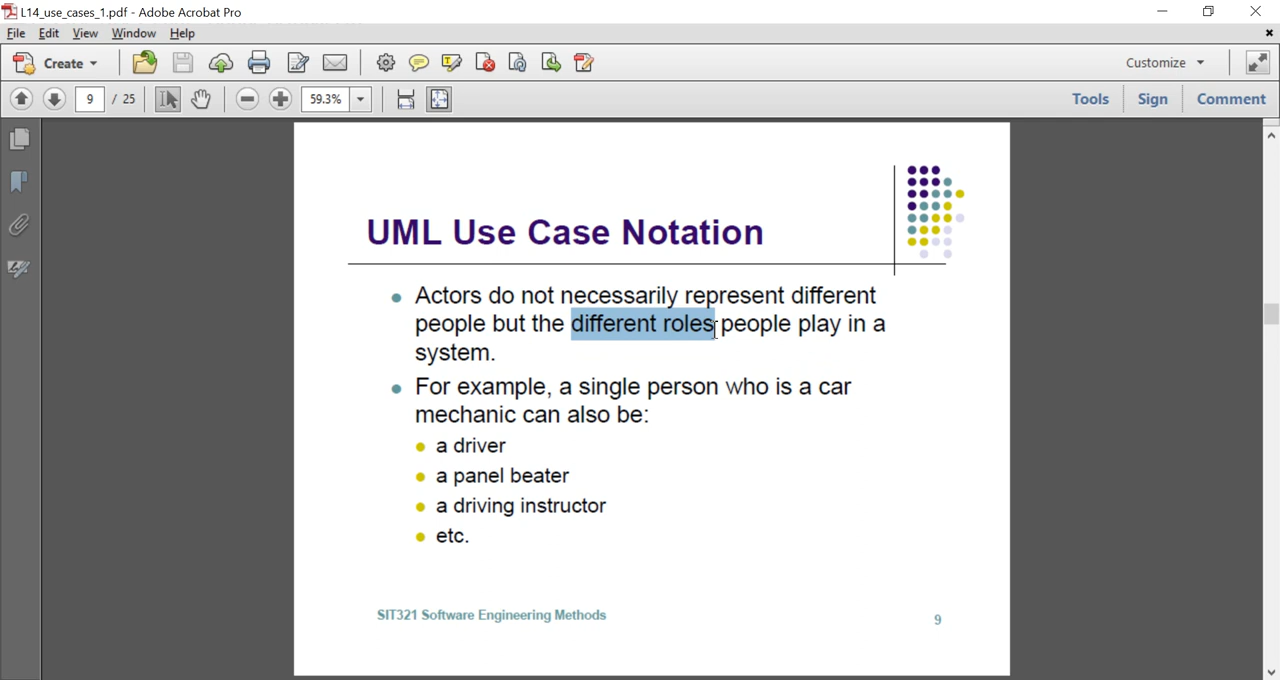 L14_use_cases_1.pdf - Adobe Acrobat Pro
File Edit View Window Help
Create Customize
9 / 25 59.3% Tools Sign Comment
UML Use Case Notation
Actors do not necessarily represent different
people but the different roles people play in a
system.
For example, a single person who is a car
mechanic can also be:
a driver
a panel beater
a driving instructor
etc.
SIT321 Software Engineering Methods 9